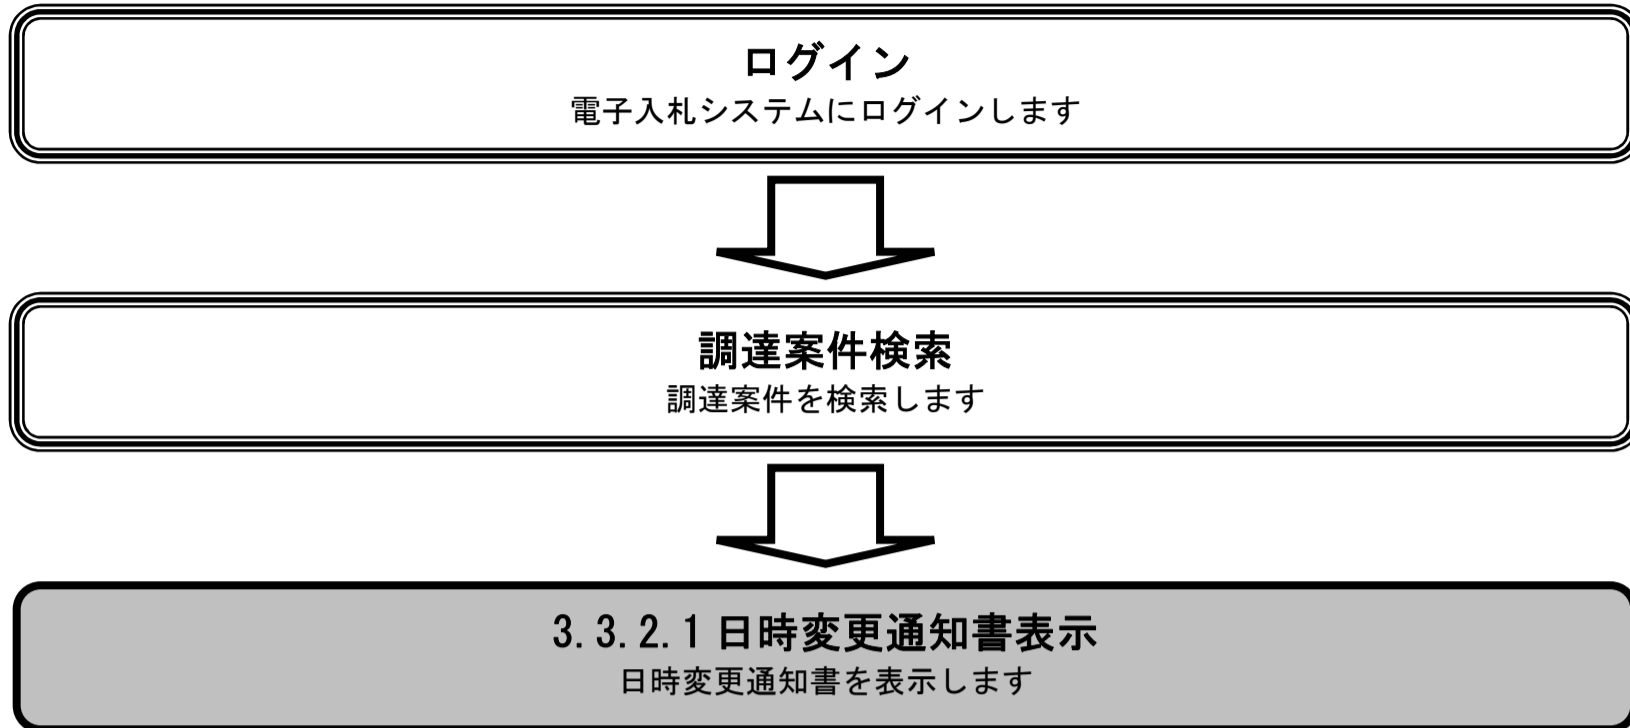 ログイン
電子入札システムにログインします
調達案件検索
調達案件を検索します
3.3.2.1 日時変更通知書表示
日時変更通知書を表示します